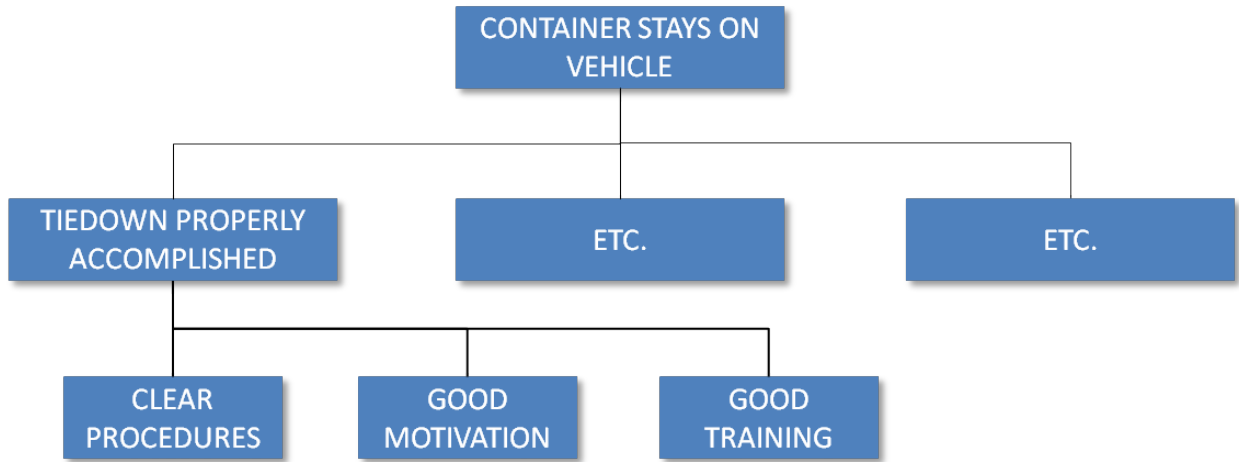 CONTAINER STAYS ON
VEHICLE
TIEDOWN PROPERLY
ACCOMPLISHED
ETC.
ETC.
CLEAR
PROCEDURES
GOOD
MOTIVATION
GOOD
TRAINING